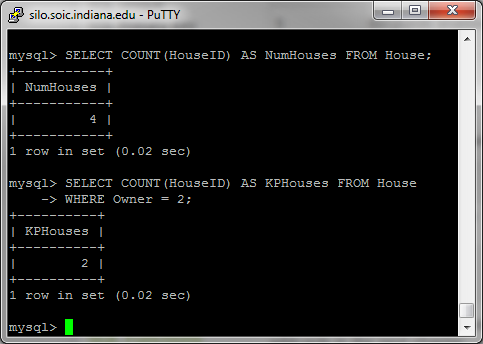 silo.soic.indiana.edu - PuTTY
mysql> SELECT COUNT(HouseID) AS NumHouses FROM House;
+-----------+
| NumHouses |
+-----------+
|         4 |
+-----------+
1 row in set (0.02 sec)
mysql> SELECT COUNT(HouseID) AS KPHouses FROM House
    -> WHERE Owner = 2;
+----------+
| KPHouses |
+----------+
|        2 |
+----------+
1 row in set (0.02 sec)
mysql>